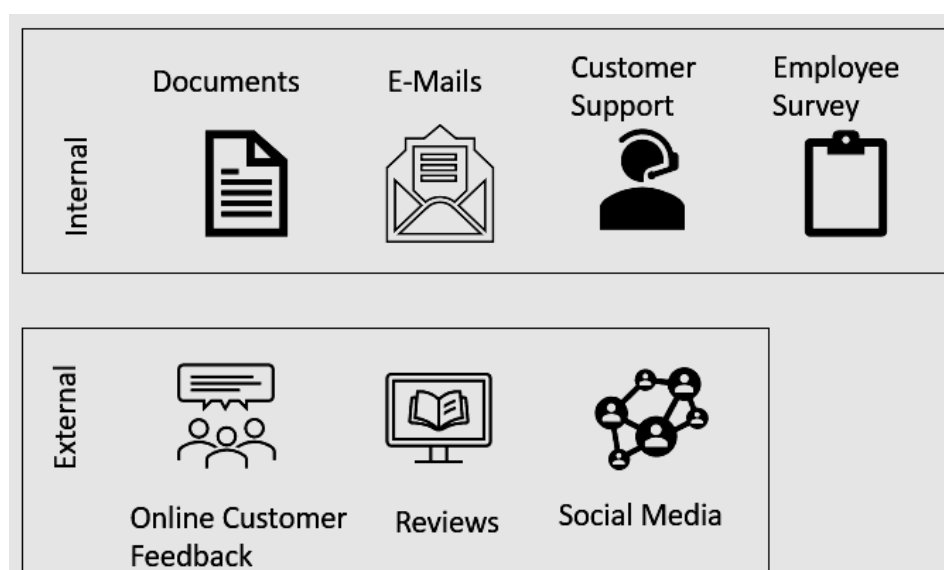 Documents
E-Mails
Customer
Support
Employee
Survey
Internal
External
Online Customer
Feedback
Reviews
Social Media